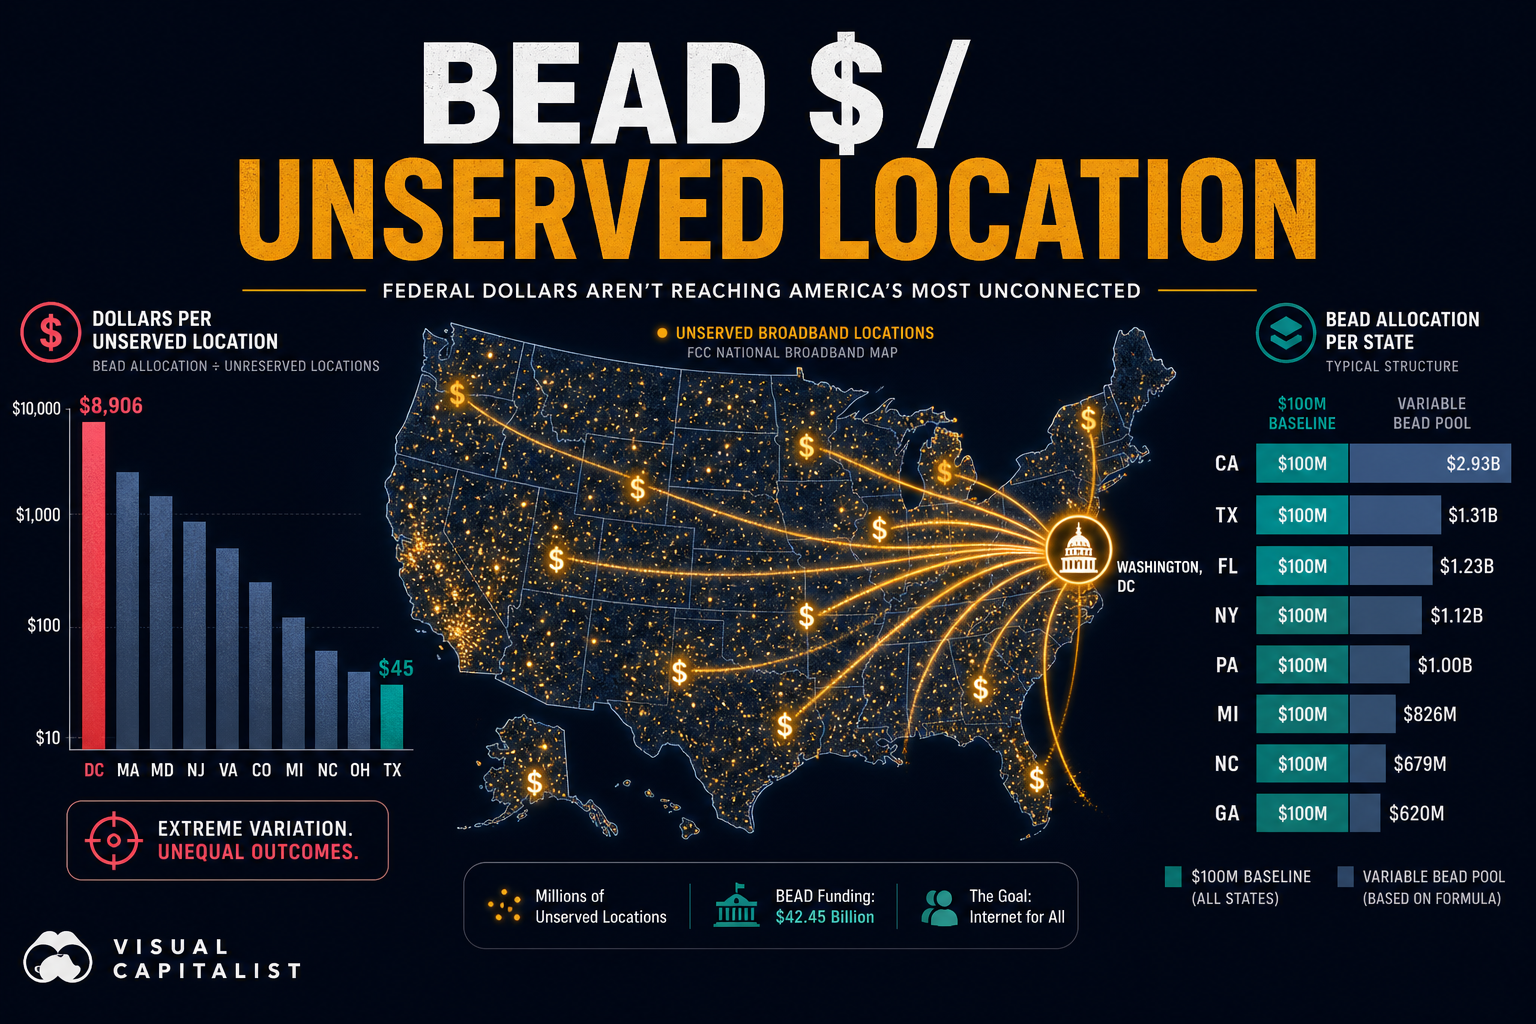 BEAD $ /
UNSERVED LOCATION
FEDERAL DOLLARS AREN'T REACHING AMERICA'S MOST UNCONNECTED
$
DOLLARS PER
UNSERVED LOCATION
BEAD ALLOCATION ÷ UNRESERVED LOCATIONS
$10,000
$8,906
$1,000
$100
$45
$10
DC MA MD NJ VA CO MI NC OH TX
EXTREME VARIATION.
UNEQUAL OUTCOMES.
UNSERVED BROADBAND LOCATIONS
FCC NATIONAL BROADBAND MAP
$
$
$
$
$
$
$
$
$
$
$
$
$
WASHINGTON,
DC
BEAD ALLOCATION
PER STATE
TYPICAL STRUCTURE
$100M
BASELINE
VARIABLE
BEAD POOL
CA $100M $2.93B
TX $100M $1.31B
FL $100M $1.23B
NY $100M $1.12B
PA $100M $1.00B
MI $100M $826M
NC $100M $679M
GA $100M $620M
$100M BASELINE
(ALL STATES)
VARIABLE BEAD POOL
(BASED ON FORMULA)
Millions of
Unserved Locations
BEAD Funding:
$42.45 Billion
The Goal:
Internet for All
VISUAL
CAPITALIST